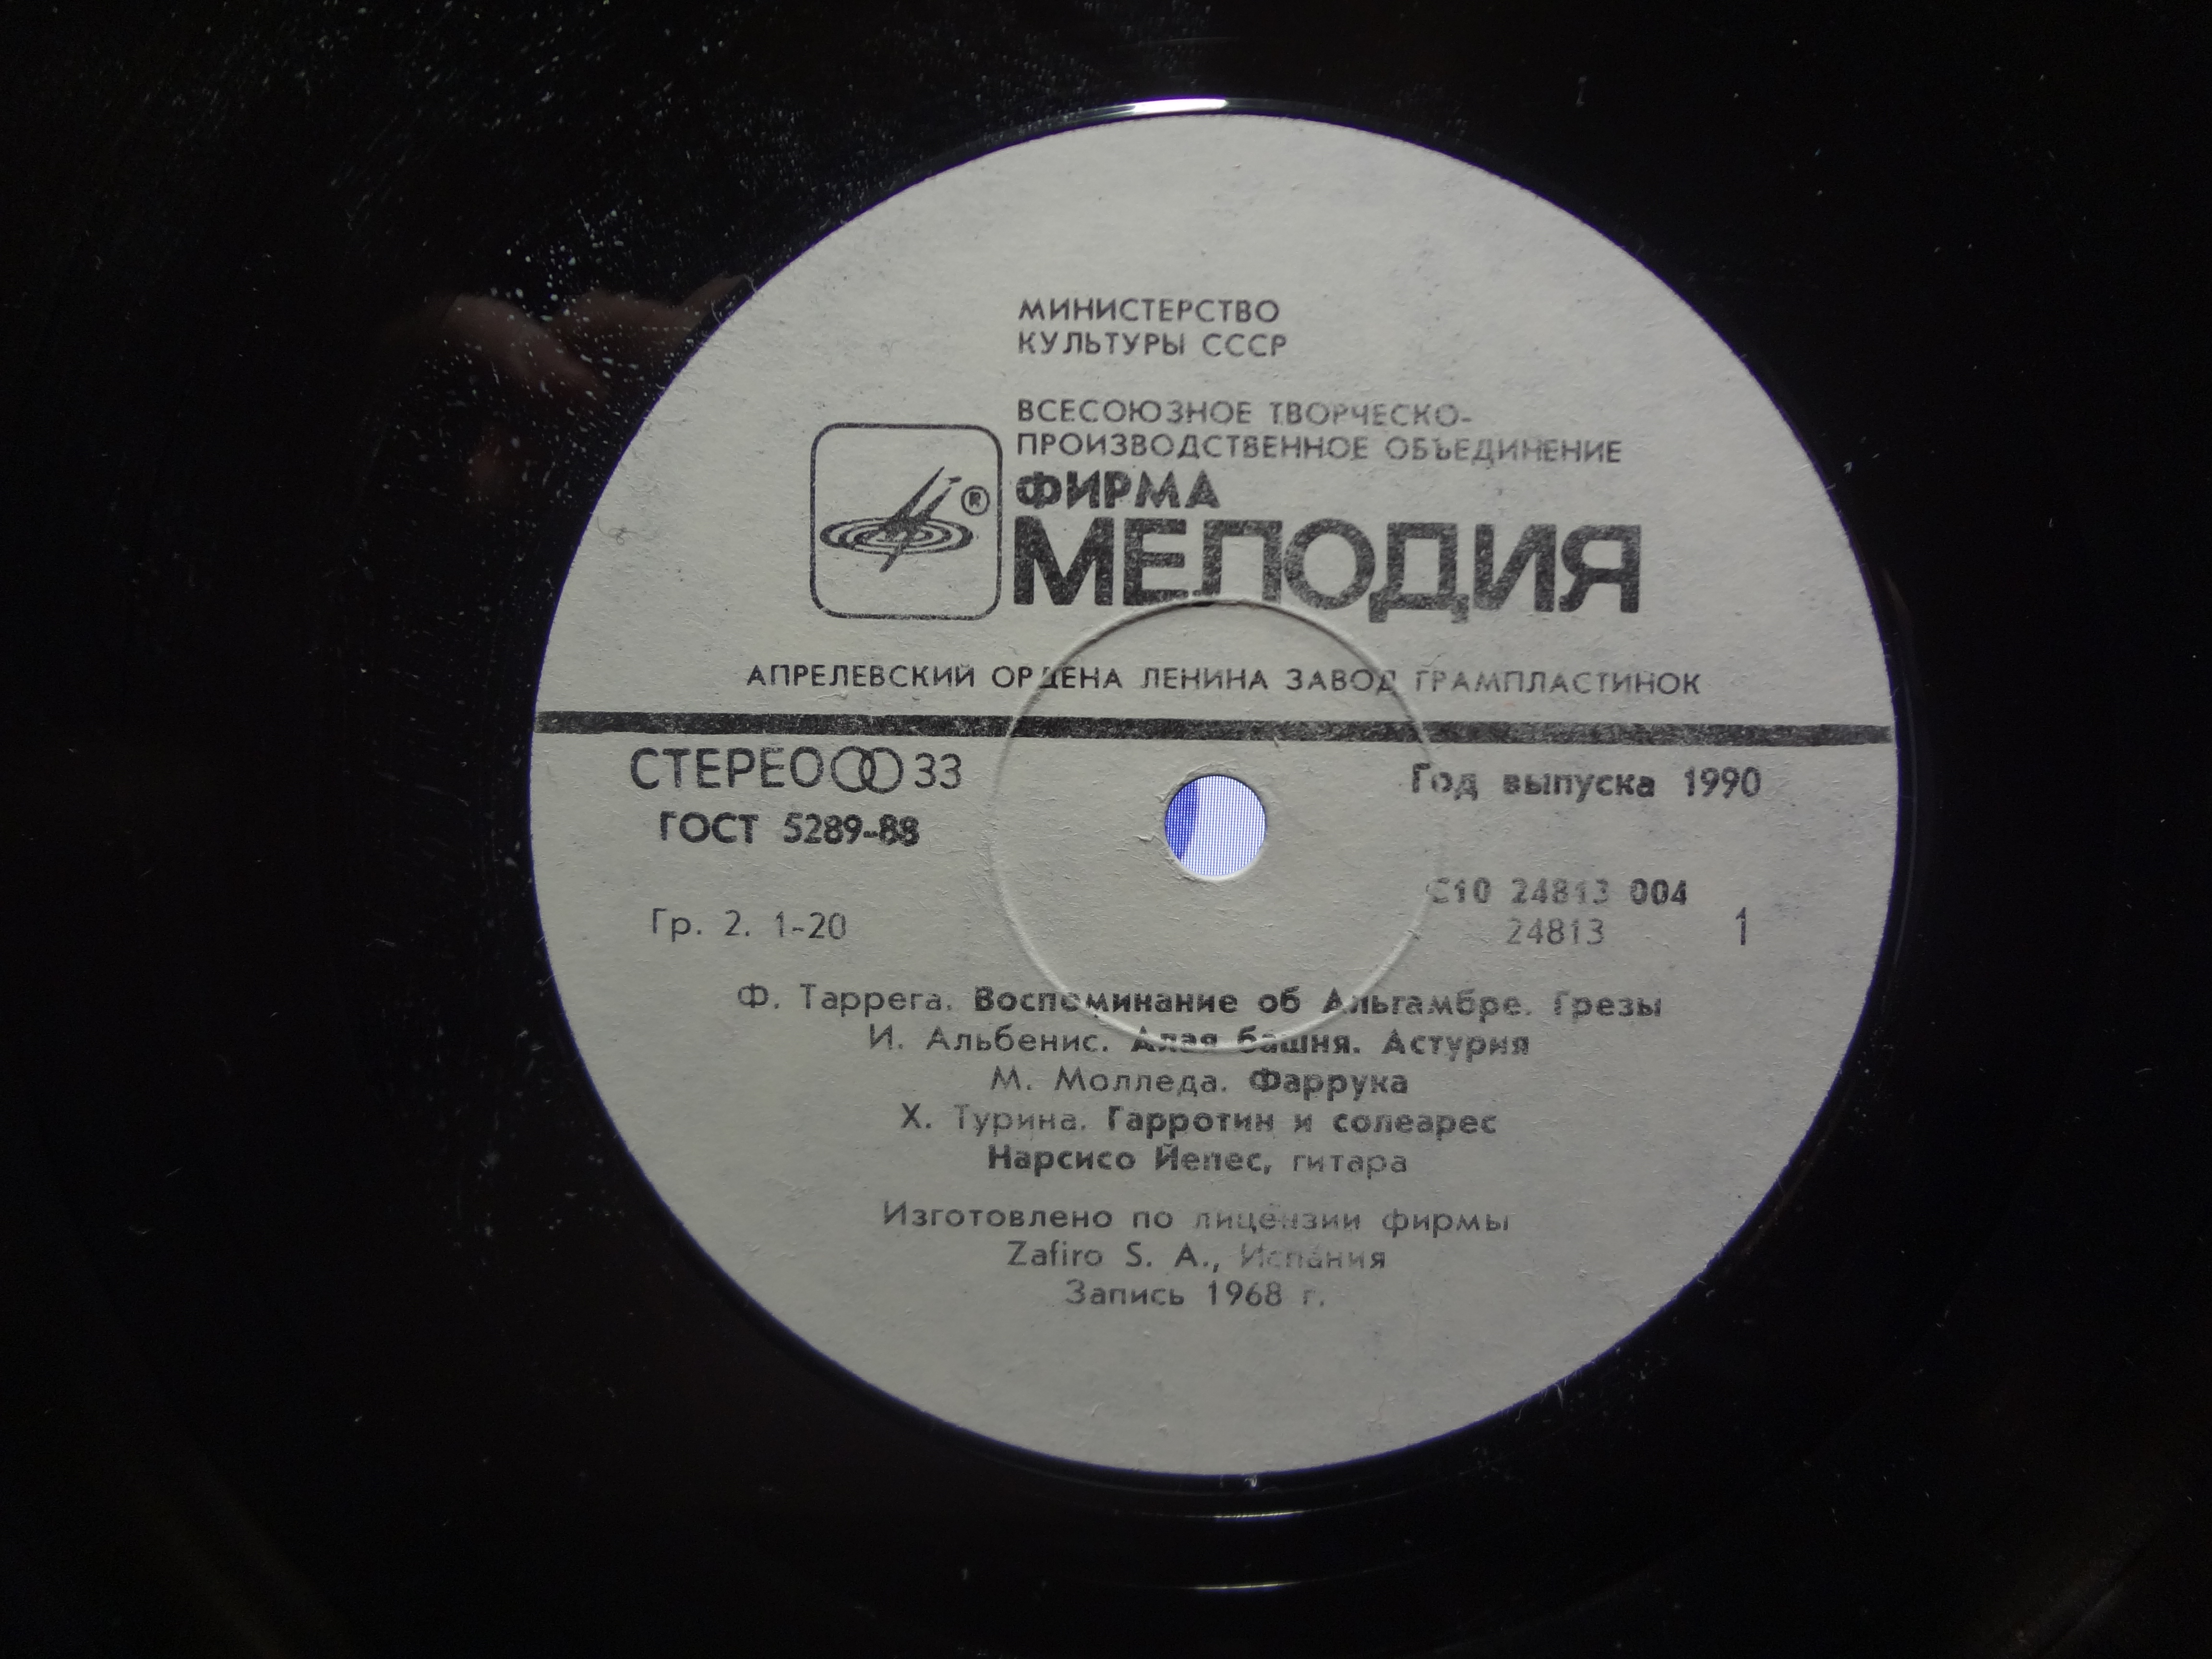 МИНИСТЕРСТВО
КУЛЬТУРЫ СССР
ВСЕСОЮЗНОЕ ТВОРЧЕСКО-
ПРОИЗВОДСТВЕННОЕ ОБЪЕДИНЕНИЕ
®
ФИРМА
МЕЛОДИЯ
АПРЕЛЕВСКИЙ ОРДЕНА ЛЕНИНА ЗАВОД ГРАМПЛАСТИНОК
СТЕРЕО 33
Год выпуска 1990
ГОСТ 5289-88
С10 24813 004
Гр. 2. 1-20
24813 1
Ф. Таррега. Воспоминание об Альгамбре. Грезы
И. Альбенис. Алая башня. Астурия
М. Молледа. Фаррука
Х. Турина. Гарротин и солеарес
Нарсисо Йепес, гитара
Изготовлено по лицензии фирмы
Zafiro S. A., Испания
Запись 1968 г.